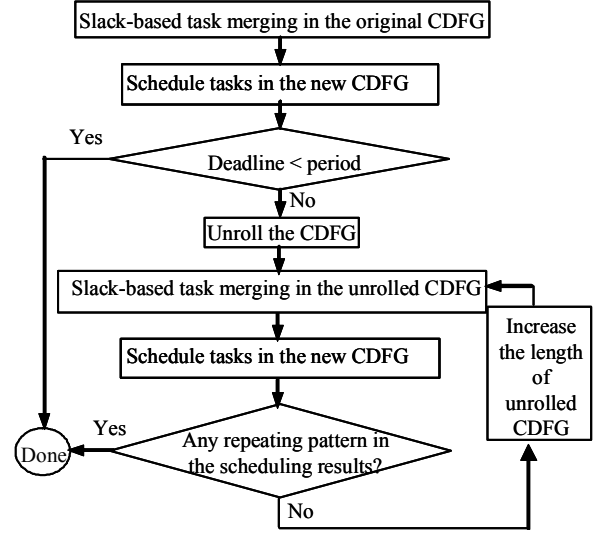 Slack-based task merging in the original CDFG
Schedule tasks in the new CDFG
Yes
Deadline < period
No
Unroll the CDFG
Slack-based task merging in the unrolled CDFG
Schedule tasks in the new CDFG
Increase
the length
of
unrolled
CDFG
Yes
Any repeating pattern in
the scheduling results?
Done
No